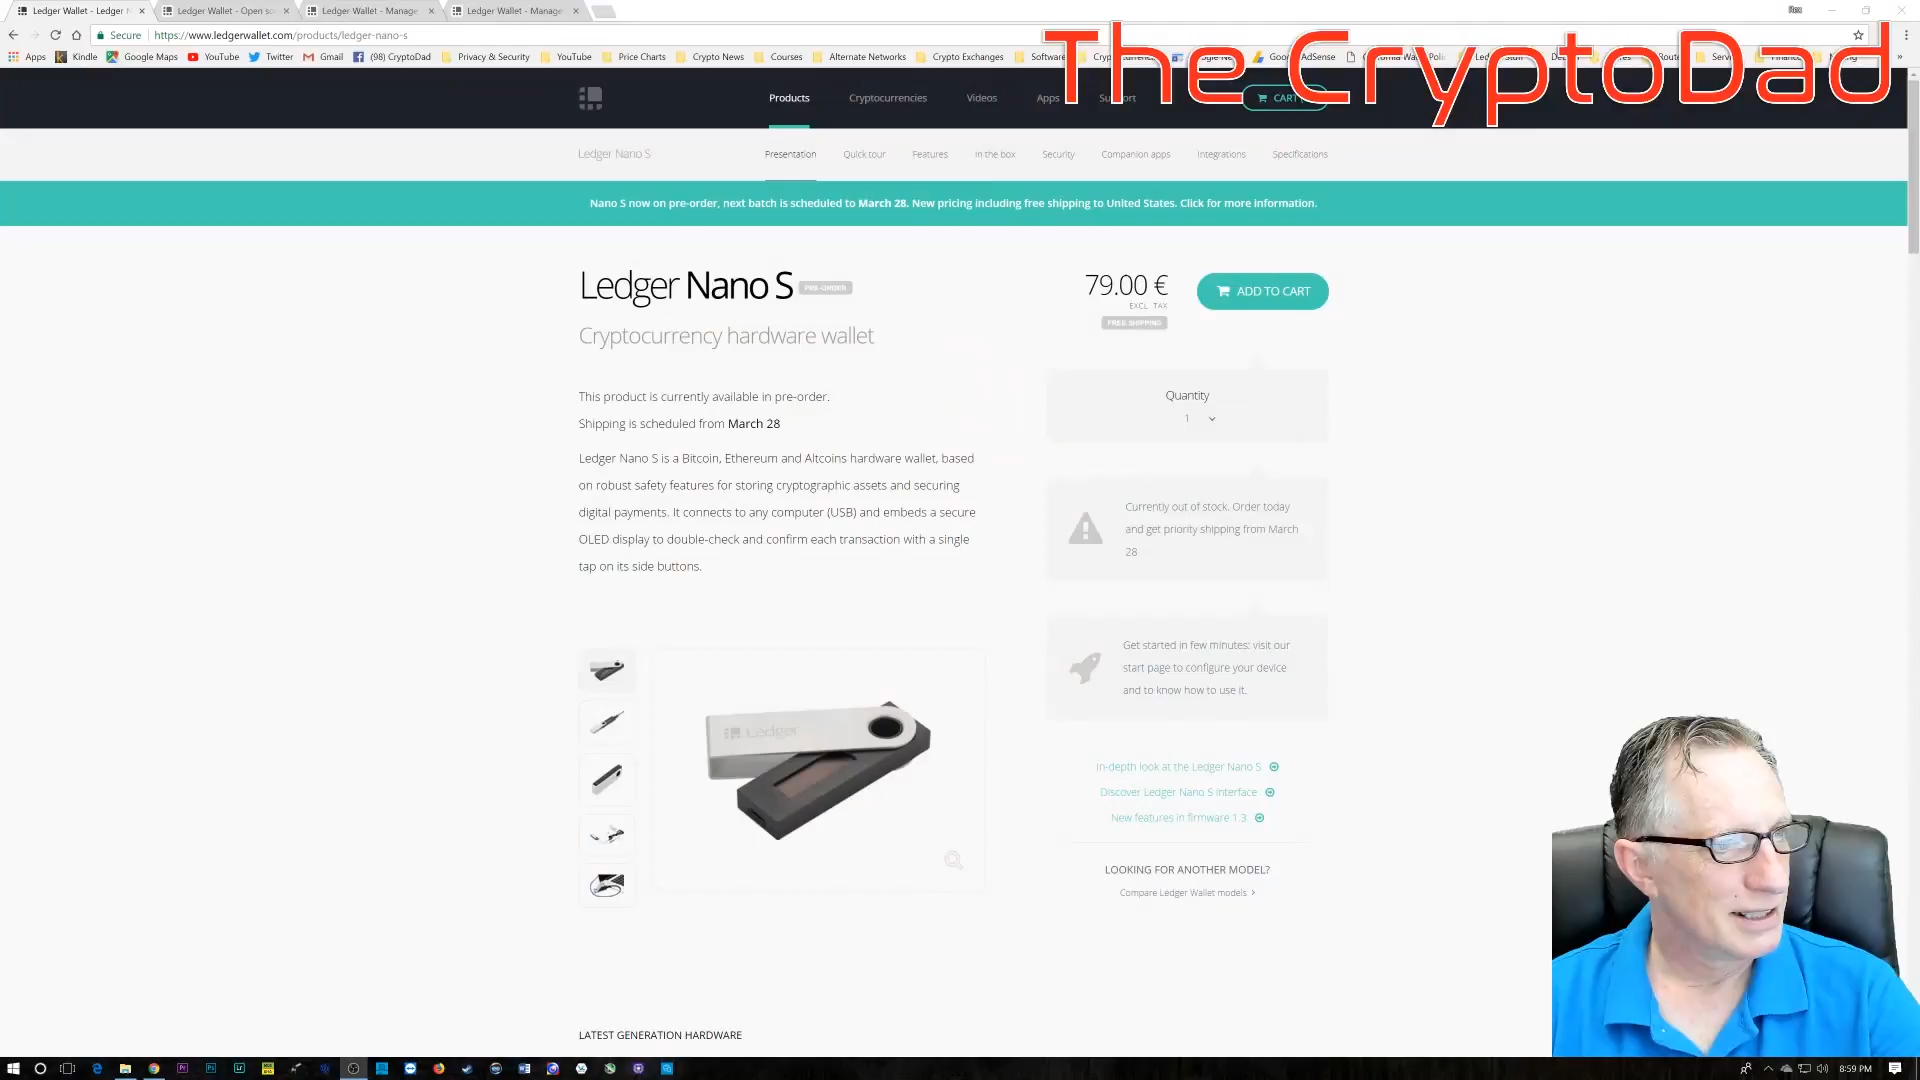 Ledger Wallet - Ledger N
Ledger Wallet - Open so
Ledger Wallet - Manage
Ledger Wallet - Manage
Rex
Secure
https://www.ledgerwallet.com/products/ledger-nano-s
Apps
Kindle
Google Maps
YouTube
Twitter
Gmail
(98) CryptoDad
Privacy & Security
YouTube
Price Charts
Crypto News
Courses
Alternate Networks
Crypto Exchanges
The CryptoDad
Products
Cryptocurrencies
Videos
Apps
CART
Ledger Nano S
Presentation
Quick tour
Features
In the box
Security
Companion apps
Integrations
Specifications
Nano S now on pre-order, next batch is scheduled to March 28. New pricing including free shipping to United States. Click for more information.
Ledger Nano S PRE-ORDER
79.00 €
EXCL. TAX
FREE SHIPPING
ADD TO CART
Cryptocurrency hardware wallet
This product is currently available in pre-order.
Shipping is scheduled from March 28
Ledger Nano S is a Bitcoin, Ethereum and Altcoins hardware wallet, based
on robust safety features for storing cryptographic assets and securing
digital payments. It connects to any computer (USB) and embeds a secure
OLED display to double-check and confirm each transaction with a single
tap on its side buttons.
Quantity
1
Currently out of stock. Order today
and get priority shipping from March
28
Get started in few minutes: visit our
start page to configure your device
and to know how to use it.
Ledger
In-depth look at the Ledger Nano S
Discover Ledger Nano S interface
New features in firmware 1.3
LOOKING FOR ANOTHER MODEL?
Compare Ledger Wallet models
LATEST GENERATION HARDWARE
8:59 PM